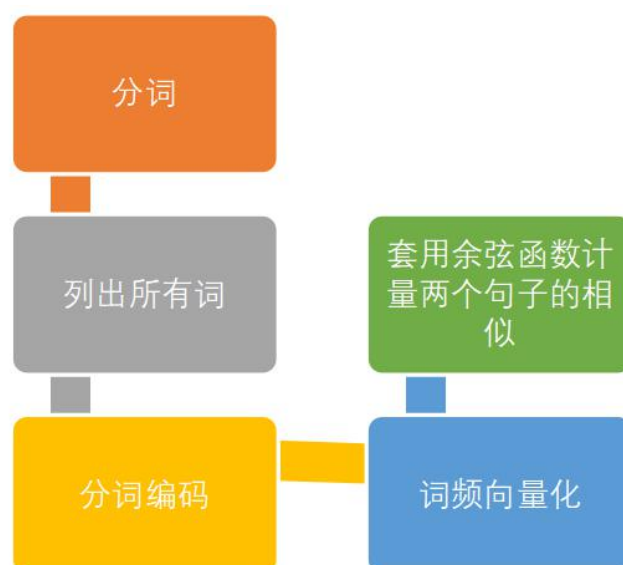 分词
列出所有词
分词编码
词频向量化
套用余弦函数计
量两个句子的相
似